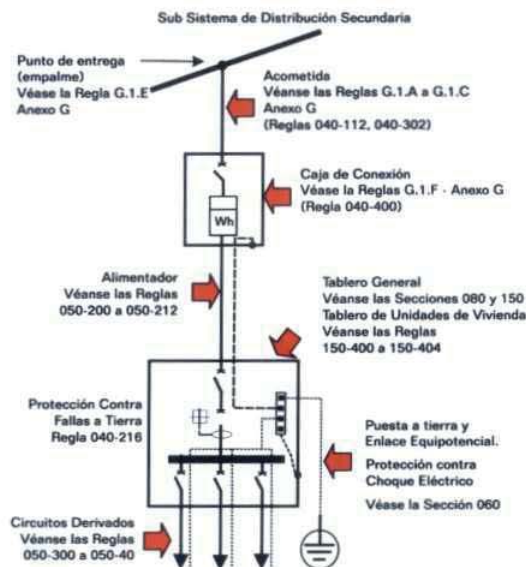 Sub Sistema de Distribución Secundaria
Punto de entrega
(empalme)
Véase la Regla G.1.E
Anexo G
Acometida
Véanse las Reglas G.1.A a G.1.C
Anexo G
(Reglas 040-112, 040-302)
Caja de Conexión
Véase la Reglas G.1.F - Anexo G
(Regla 040-400)
Wh
Alimentador
Véanse las Reglas
050-200 a 050-212
Tablero General
Véanse las Secciones 080 y 150
Tablero de Unidades de Vivienda
Véanse las Reglas
150-400 a 150-404
Protección Contra
Fallas a Tierra
Regla 040-216
Puesta a tierra y
Enlace Equipotencial.
Protección contra
Choque Eléctrico
Véase la Sección 060
Circuitos Derivados
Véanse las Reglas
050-300 a 050-40